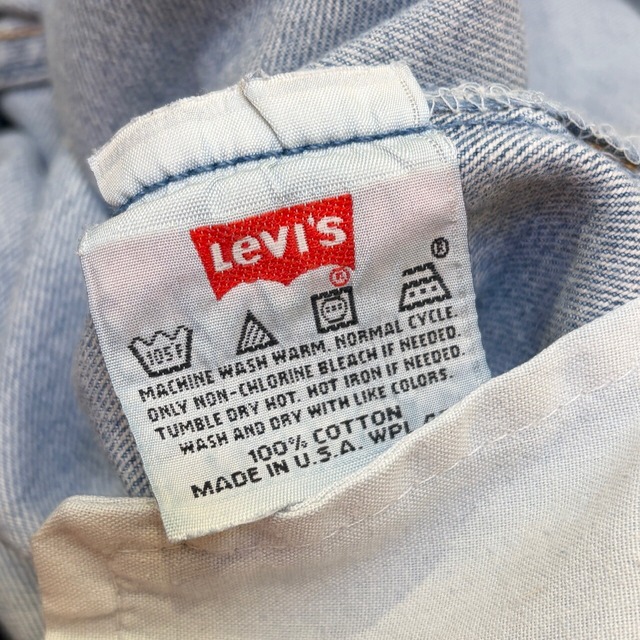 LEVI'S
®
105F
MACHINE WASH WARM. NORMAL CYCLE.
ONLY NON-CHLORINE BLEACH IF NEEDED.
TUMBLE DRY HOT. HOT IRON IF NEEDED.
WASH AND DRY WITH LIKE COLORS.
100% COTTON
MADE IN U.S.A. WPL